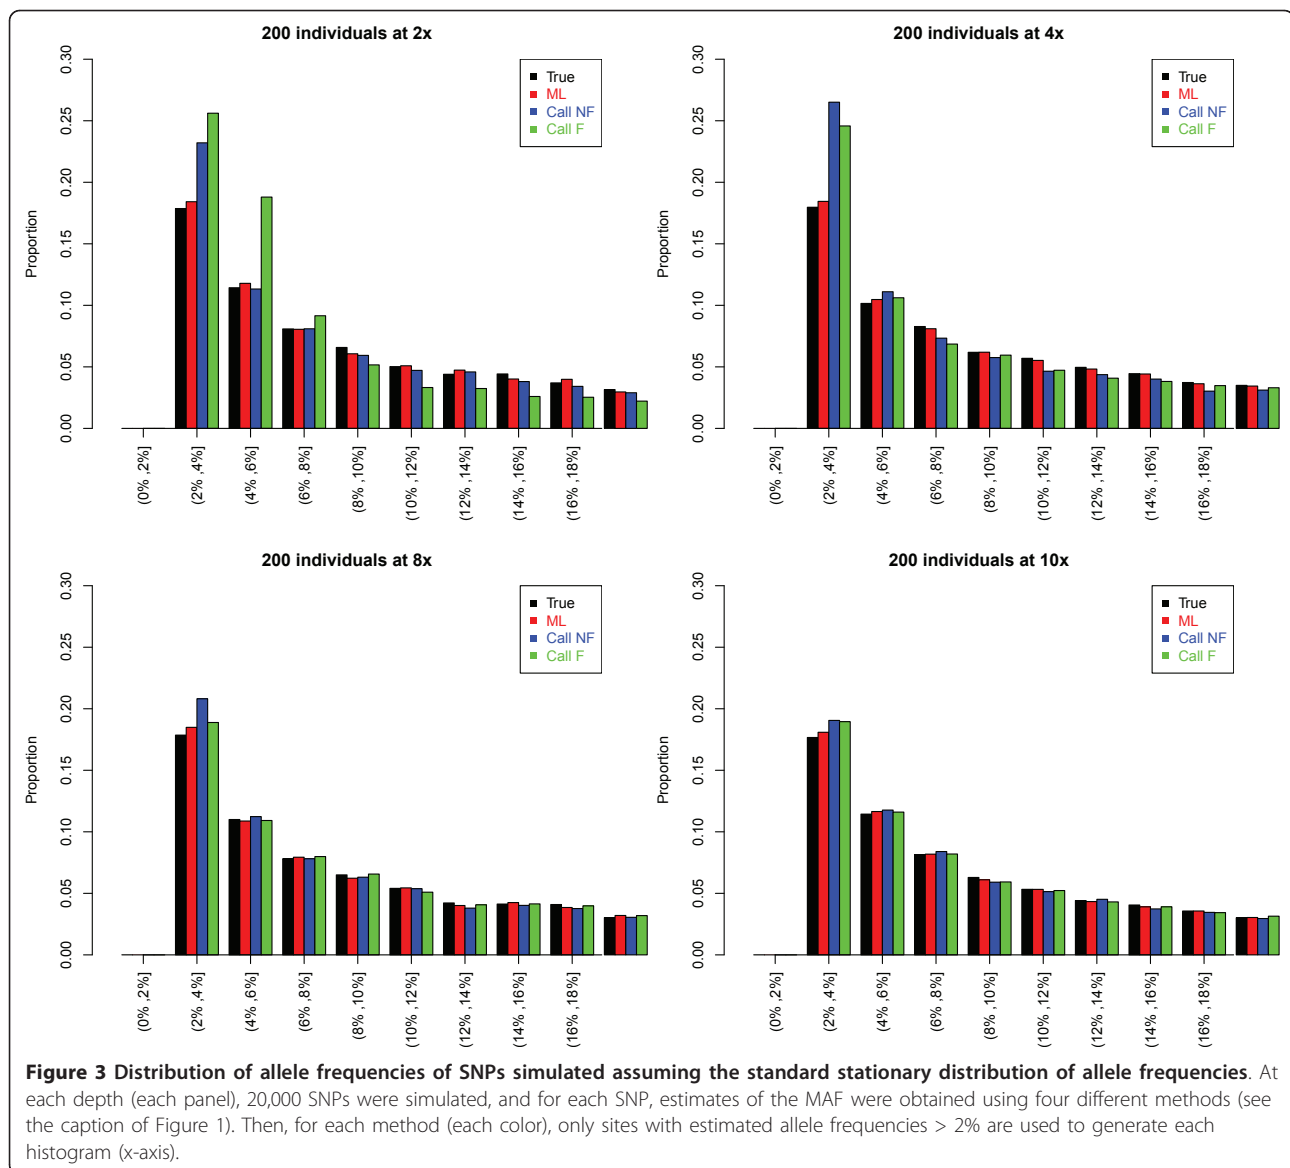 200 individuals at 2x
Proportion
0.00 0.05 0.10 0.15 0.20 0.25 0.30
True
ML
Call NF
Call F
(0% ,2%]
(2% ,4%]
(4% ,6%]
(6% ,8%]
(8% ,10%]
(10% ,12%]
(12% ,14%]
(14% ,16%]
(16% ,18%]
200 individuals at 4x
Proportion
0.00 0.05 0.10 0.15 0.20 0.25 0.30
True
ML
Call NF
Call F
(0% ,2%]
(2% ,4%]
(4% ,6%]
(6% ,8%]
(8% ,10%]
(10% ,12%]
(12% ,14%]
(14% ,16%]
(16% ,18%]
200 individuals at 8x
Proportion
0.00 0.05 0.10 0.15 0.20 0.25 0.30
True
ML
Call NF
Call F
(0% ,2%]
(2% ,4%]
(4% ,6%]
(6% ,8%]
(8% ,10%]
(10% ,12%]
(12% ,14%]
(14% ,16%]
(16% ,18%]
200 individuals at 10x
Proportion
0.00 0.05 0.10 0.15 0.20 0.25 0.30
True
ML
Call NF
Call F
(0% ,2%]
(2% ,4%]
(4% ,6%]
(6% ,8%]
(8% ,10%]
(10% ,12%]
(12% ,14%]
(14% ,16%]
(16% ,18%]
Figure 3 Distribution of allele frequencies of SNPs simulated assuming the standard stationary distribution of allele frequencies. At
each depth (each panel), 20,000 SNPs were simulated, and for each SNP, estimates of the MAF were obtained using four different methods (see
the caption of Figure 1). Then, for each method (each color), only sites with estimated allele frequencies > 2% are used to generate each
histogram (x-axis).